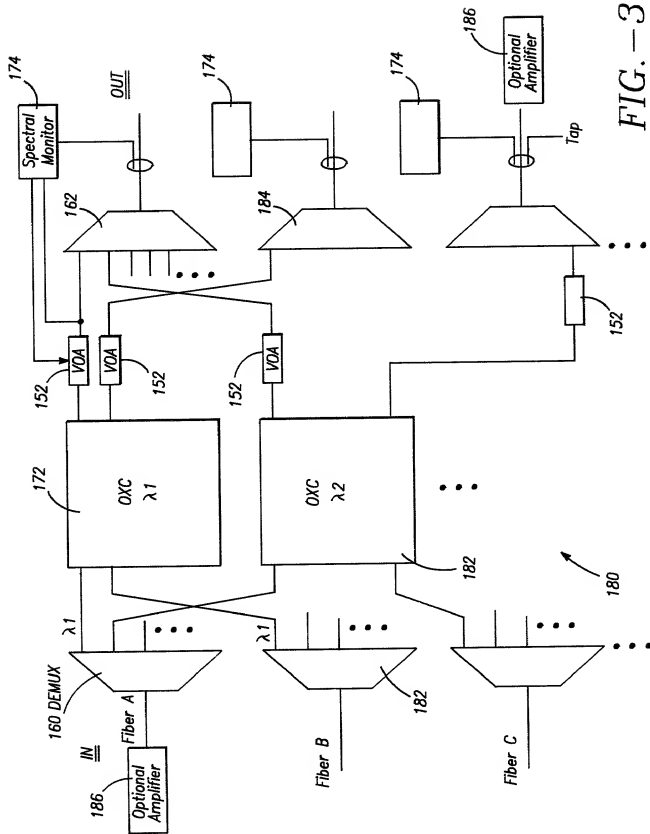 186
Optional
Amplifier
IN
Fiber A
160 DEMUX
λ1
172
OXC
λ1
152
VOA
VOA
152
162
174
Spectral
Monitor
OUT
Fiber B
182
λ1
OXC
λ2
182
152
VOA
184
174
Fiber C
180
152
174
Tap
186
Optional
Amplifier
FIG.-3